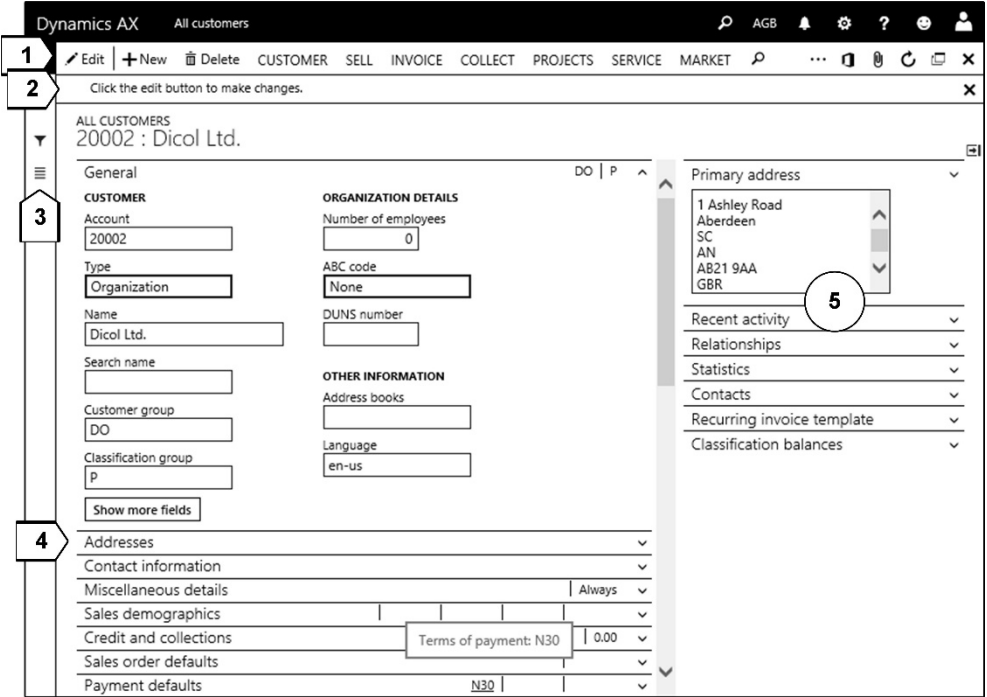 Dynamics AX All customers AGB ?
1 Edit New Delete CUSTOMER SELL INVOICE COLLECT PROJECTS SERVICE MARKET ...
2 Click the edit button to make changes.
ALL CUSTOMERS
20002 : Dicol Ltd.
General DO P
CUSTOMER
Account
20002
Type
Organization
Name
Dicol Ltd.
Search name
Customer group
DO
Classification group
P
Show more fields
ORGANIZATION DETAILS
Number of employees
0
ABC code
None
DUNS number
OTHER INFORMATION
Address books
Language
en-us
3
4 Addresses
Contact information
Miscellaneous details Always
Sales demographics
Credit and collections 0.00
Terms of payment: N30
Sales order defaults
Payment defaults N30
Primary address
1 Ashley Road
Aberdeen
SC
AN
AB21 9AA
GBR
5
Recent activity
Relationships
Statistics
Contacts
Recurring invoice template
Classification balances